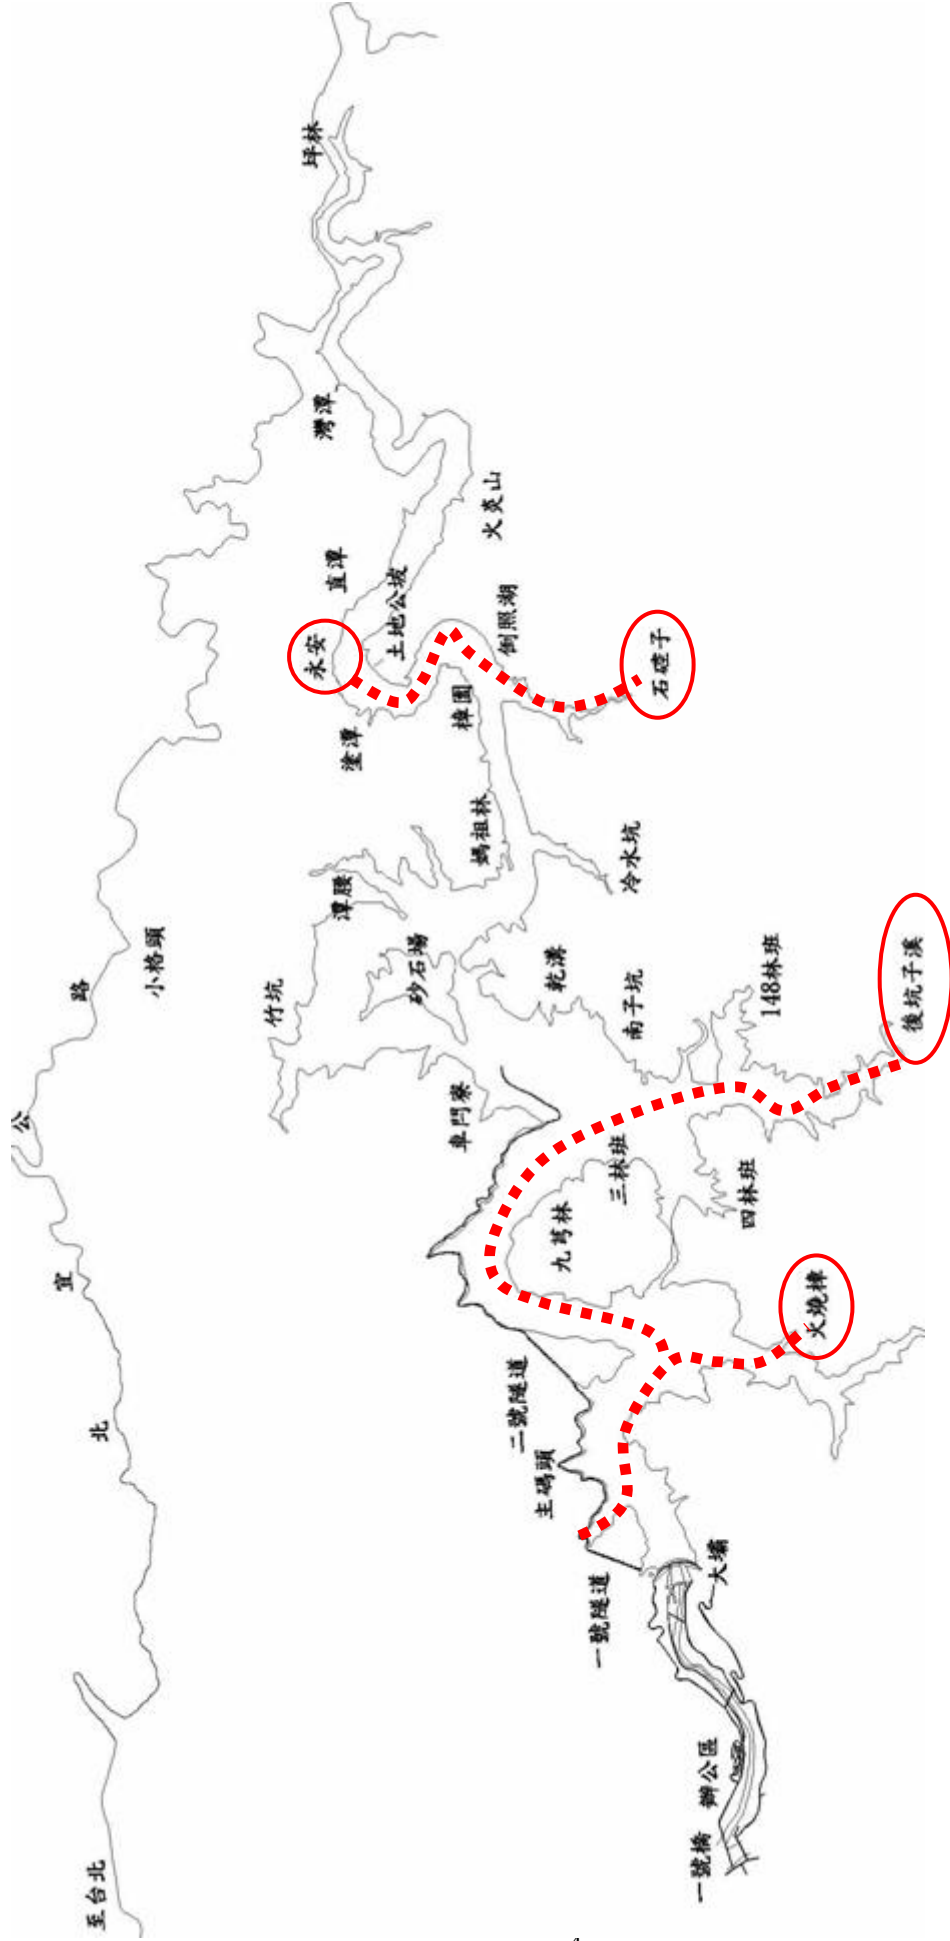 坪林
灣潭
火炎山
直潭
土地公坡
倒照湖
永安
石𥕢子
塗潭
樟園
媽祖林
冷水坑
潭腰
砂石場
乾溝
南子坑
148林班
後坑子溪
竹坑
小格頭
車門寮
三林班
四林班
九芎林
火燒樟
二號隧道
主碼頭
一號隧道
大壩
辦公區
一號橋
至台北
北
宜
公
路